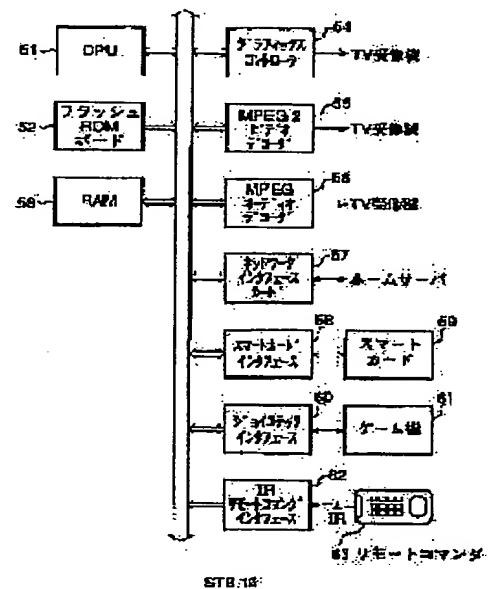 51
CPU
54
グラフィックス
コントローラ
TV受像機
52
フラッシュ
ROM
ボード
55
MPEG2
ビデオ
デコーダ
TV受像機
RAM
56
MPEG
オーディオ
デコーダ
TV受像機
57
ネットワーク
インタフェース
カード
ホームサーバ
58
スマートカード
インタフェース
59
スマート
カード
60
ジョイスティック
インタフェース
61
ゲーム機
62
IR
リモートコマンダ
インタフェース
IR
63 リモートコマンダ